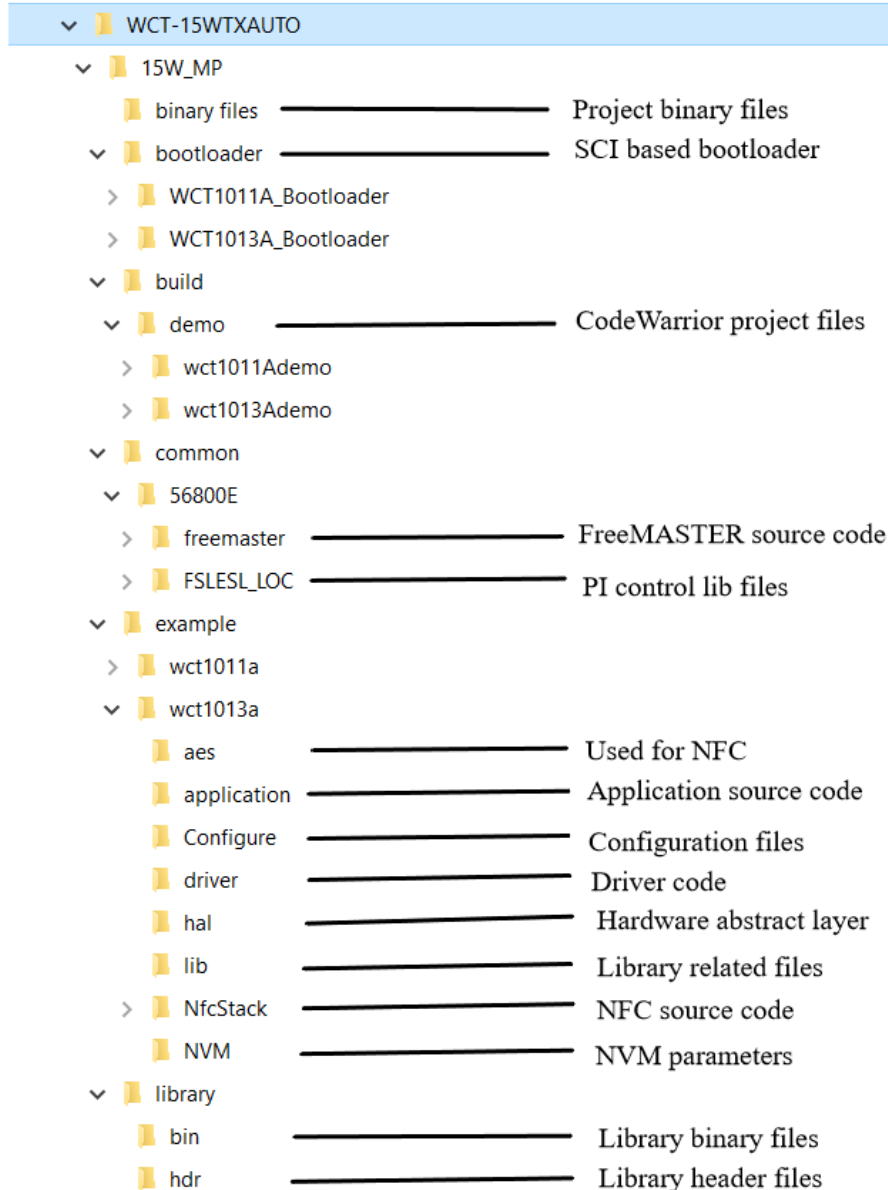 WCT-15WTXAUTO
15W_MP
binary files Project binary files
bootloader SCI based bootloader
WCT1011A_Bootloader
WCT1013A_Bootloader
build
demo CodeWarrior project files
wct1011Ademo
wct1013Ademo
common
56800E
freemaster FreeMASTER source code
FSLESL_LOC PI control lib files
example
wct1011a
wct1013a
aes Used for NFC
application Application source code
Configure Configuration files
driver Driver code
hal Hardware abstract layer
lib Library related files
NfcStack NFC source code
NVM NVM parameters
library
bin Library binary files
hdr Library header files